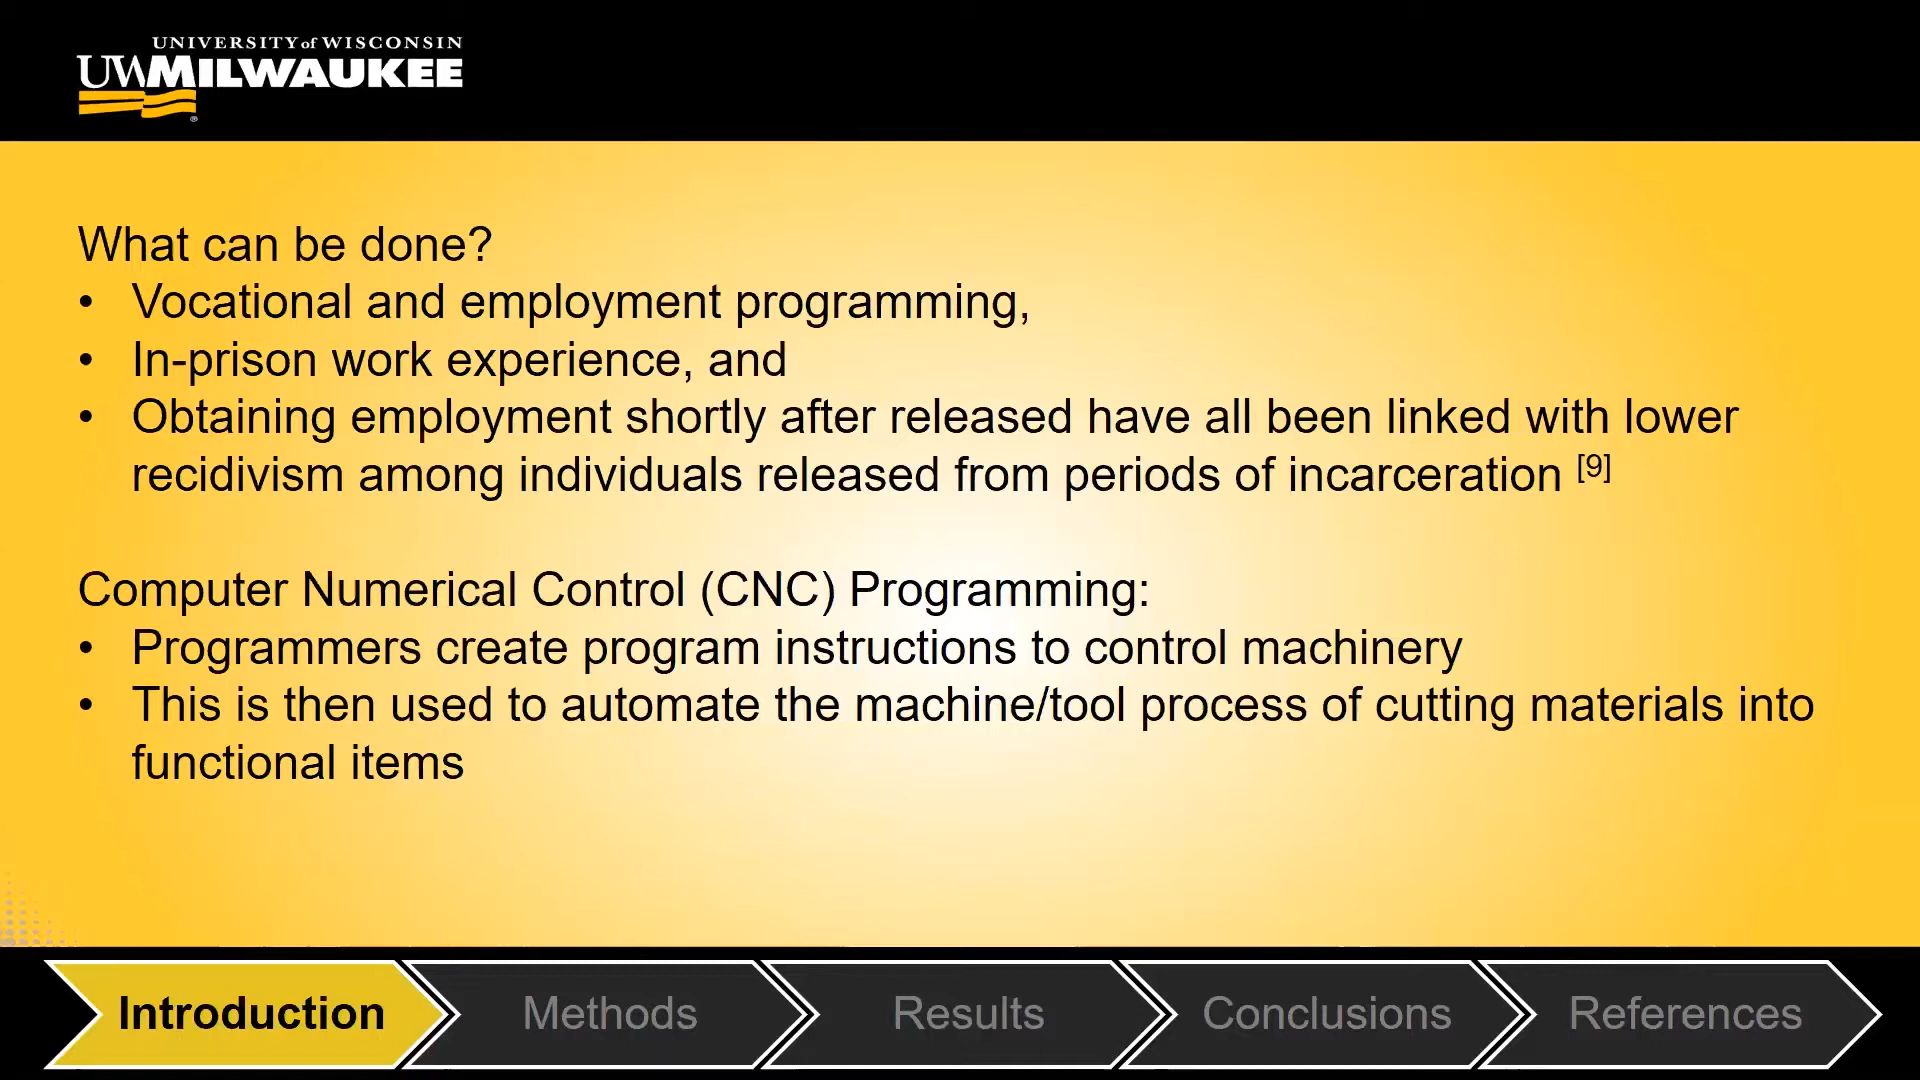 UNIVERSITY of WISCONSIN
UWMILWAUKEE
®
What can be done?
• Vocational and employment programming,
• In-prison work experience, and
• Obtaining employment shortly after released have all been linked with lower
recidivism among individuals released from periods of incarceration [9]
Computer Numerical Control (CNC) Programming:
• Programmers create program instructions to control machinery
• This is then used to automate the machine/tool process of cutting materials into
functional items
Introduction
Methods
Results
Conclusions
References